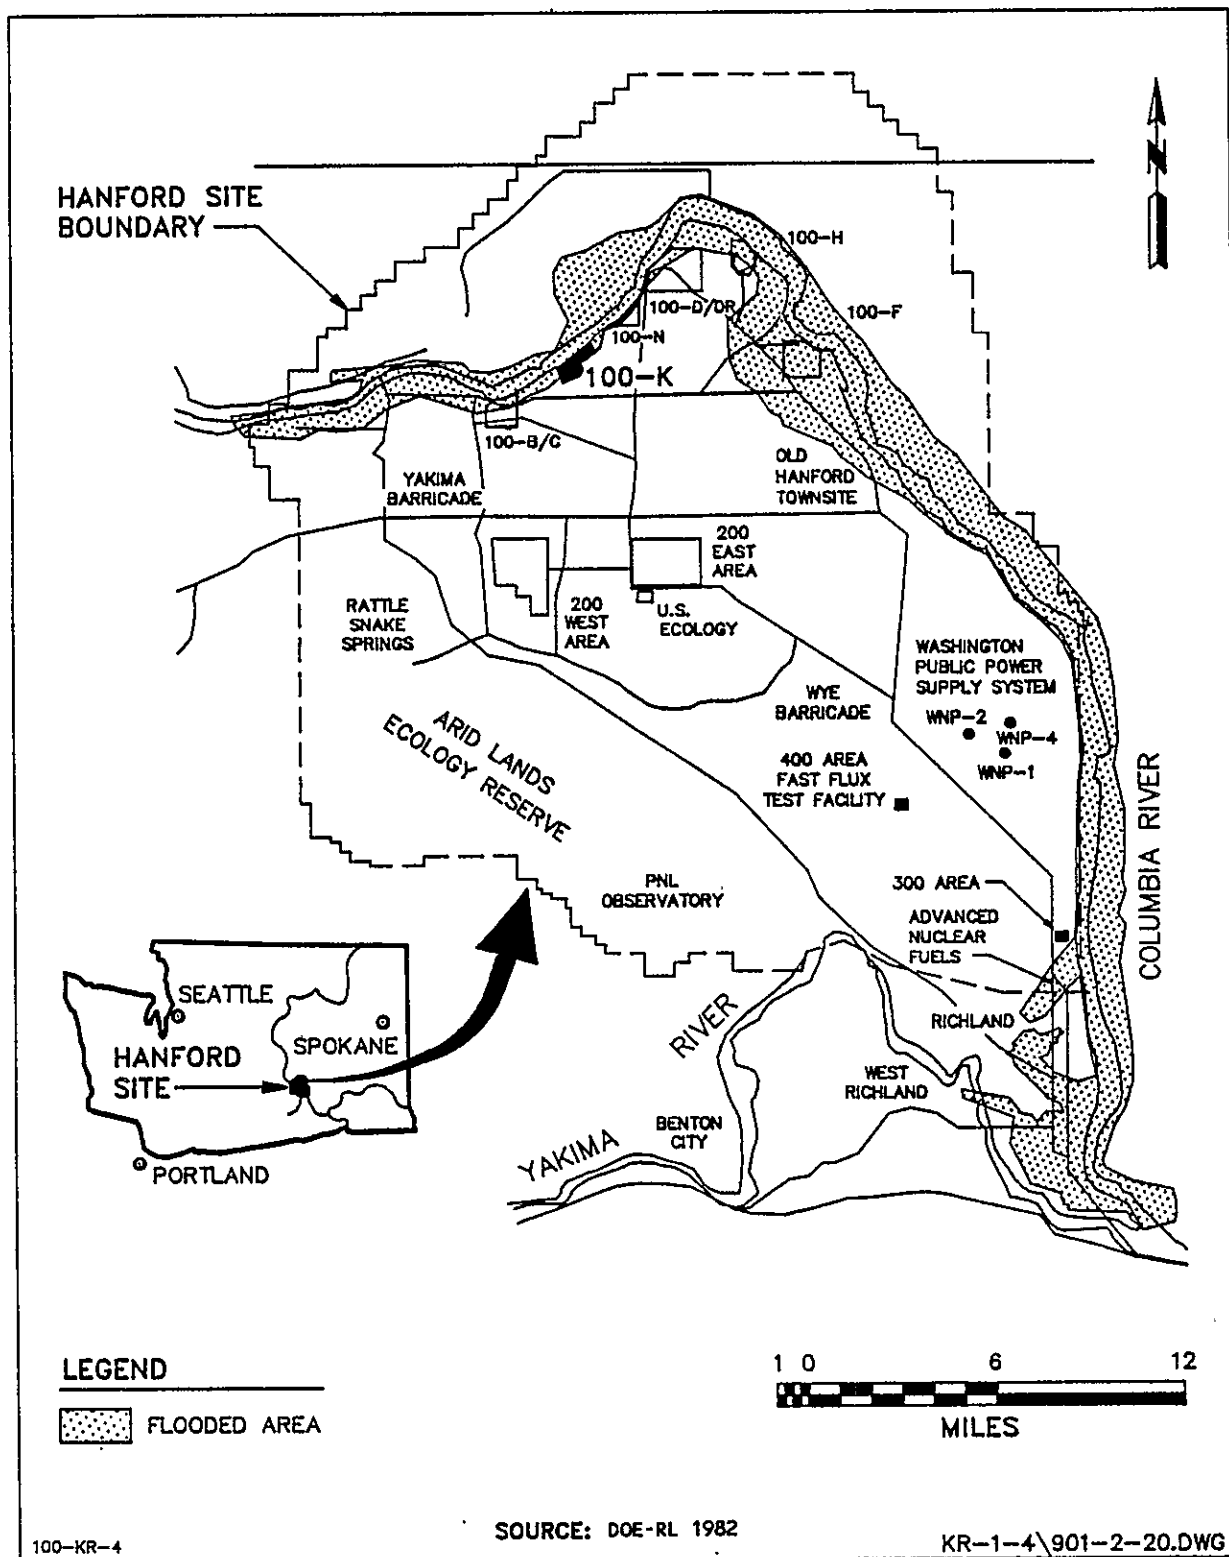 HANFORD SITE
BOUNDARY
N
100-H
100-F
100-D/DR
100-N
100-K
100-B/C
YAKIMA
BARRICADE
OLD
HANFORD
TOWNSITE
200
EAST
AREA
RATTLE
SNAKE
SPRINGS
200
WEST
AREA
U.S.
ECOLOGY
WASHINGTON
PUBLIC POWER
SUPPLY SYSTEM
WYE
BARRICADE
WNP-2
WNP-4
WNP-1
ARID LANDS
ECOLOGY RESERVE
400 AREA
FAST FLUX
TEST FACILITY
COLUMBIA RIVER
PNL
OBSERVATORY
300 AREA
ADVANCED
NUCLEAR
FUELS
SEATTLE
SPOKANE
HANFORD
SITE
PORTLAND
RICHLAND
WEST
RICHLAND
BENTON
CITY
YAKIMA
RIVER
LEGEND
FLOODED AREA
1 0 6 12
MILES
SOURCE: DOE-RL 1982
100-KR-4
KR-1-4\901-2-20.DWG